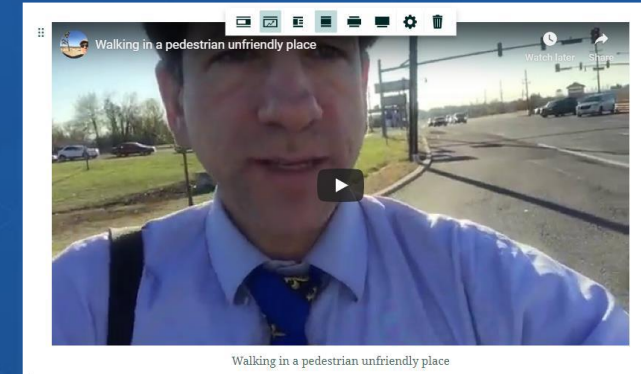 Walking in a pedestrian unfriendly place
Watch later
Share
Walking in a pedestrian unfriendly place